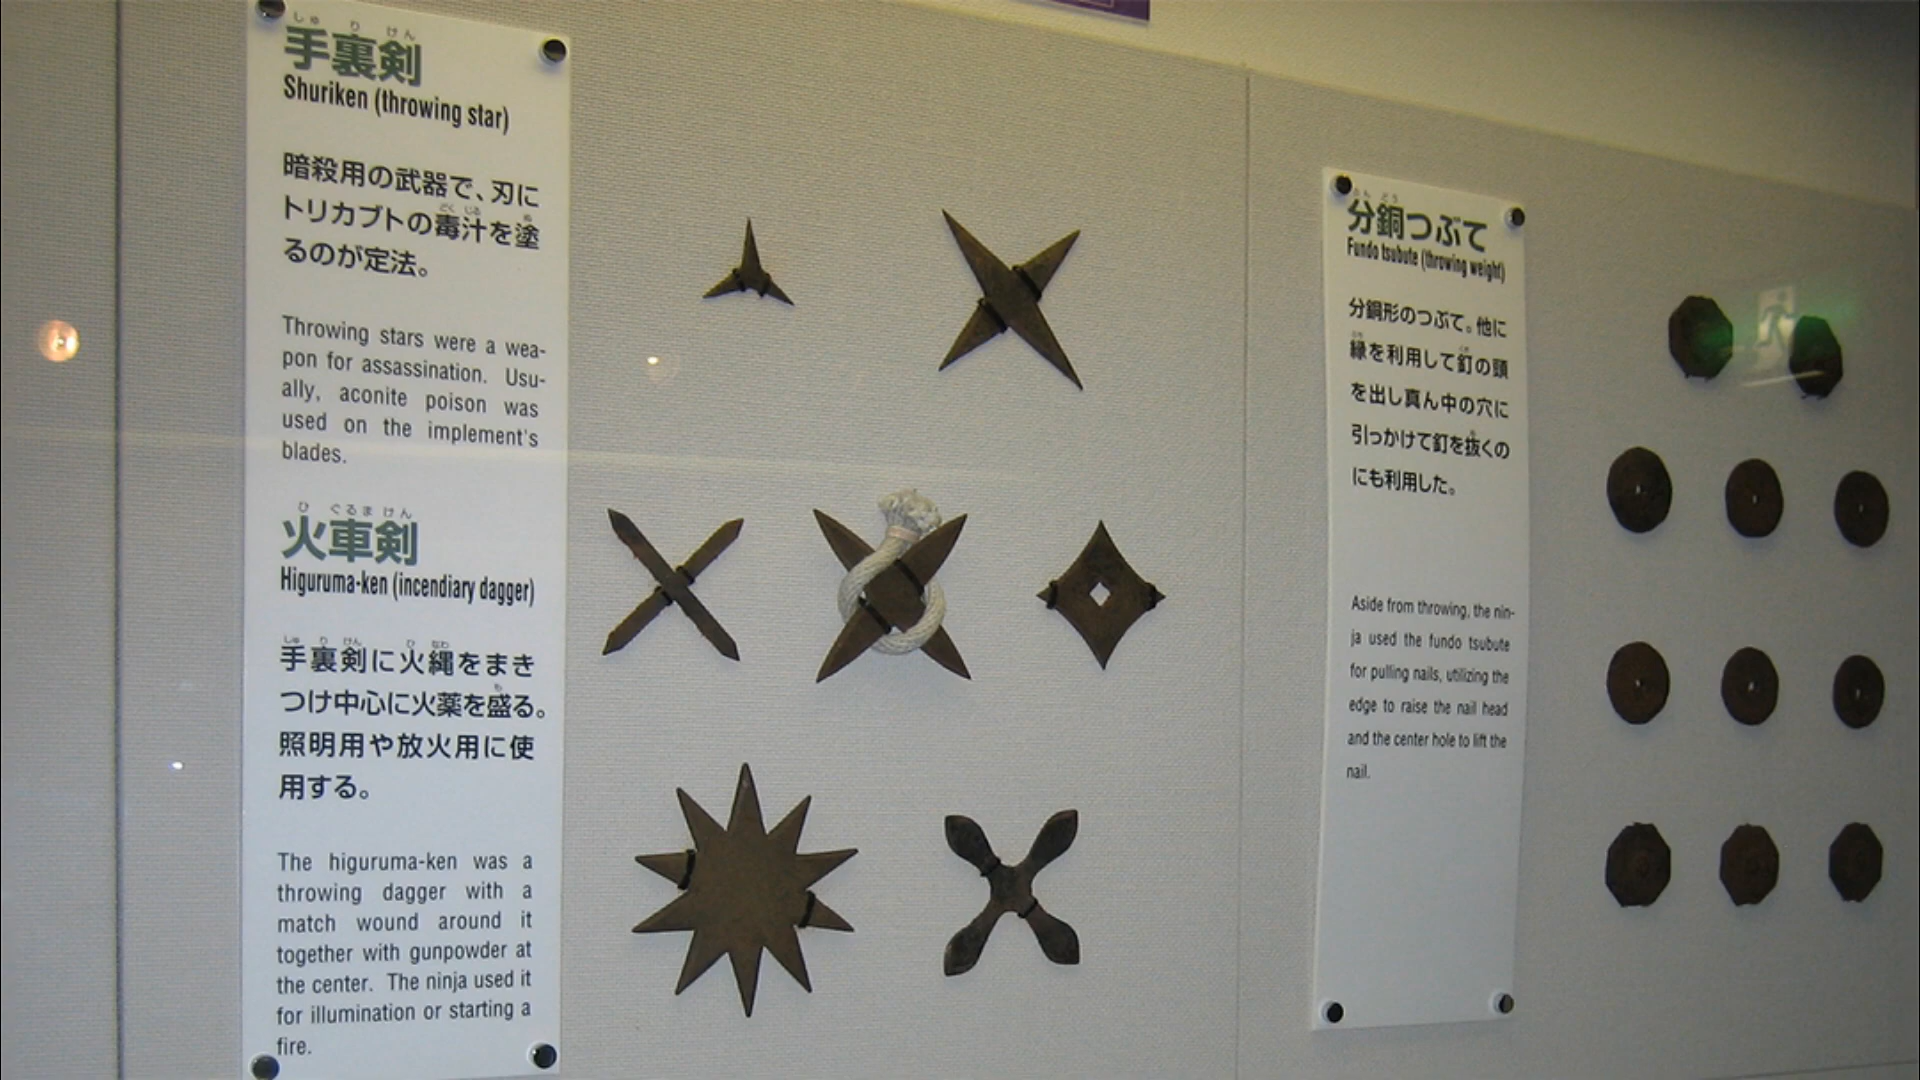 しゅ り けん
手裏剣
Shuriken (throwing star)
暗殺用の武器で、刃に
トリカブトの毒汁を塗
るのが定法。
Throwing stars were a wea-
pon for assassination. Usu-
ally, aconite poison was
used on the implement's
blades.
ひ ぐるま けん
火車剣
Higuruma-ken (incendiary dagger)
手裏剣に火縄をまき
つけ中心に火薬を盛る。
照明用や放火用に使
用する。
The higuruma-ken was a
throwing dagger with a
match wound around it
together with gunpowder at
the center. The ninja used it
for illumination or starting a
fire.
分銅つぶて
Fundo tsubute (throwing weight)
分銅形のつぶて。他に
縁を利用して釘の頭
を出し真ん中の穴に
引っかけて釘を抜くの
にも利用した。
Aside from throwing, the nin-
ja used the fundo tsubute
for pulling nails, utilizing the
edge to raise the nail head
and the center hole to lift the
nail.